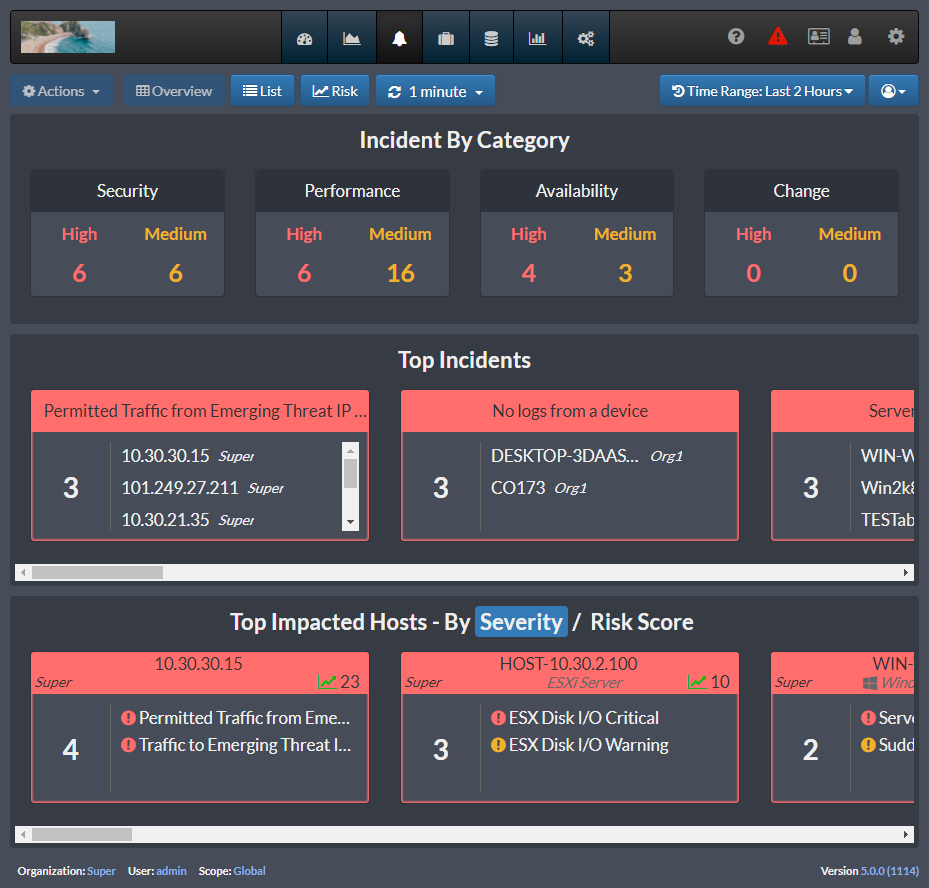 Actions Overview List Risk 1 minute Time Range: Last 2 Hours
Incident By Category
Security Performance Availability Change
High Medium High Medium High Medium High Medium
6 6 6 16 4 3 0 0
Top Incidents
Permitted Traffic from Emerging Threat IP ... No logs from a device Server
3
10.30.30.15 Super
101.249.27.211 Super
10.30.21.35 Super
3
DESKTOP-3DAAS... Org1
CO173 Org1
3
WIN-W
Win2k8
TESTab
Top Impacted Hosts - By Severity / Risk Score
10.30.30.15
Super 23
4
Permitted Traffic from Eme...
Traffic to Emerging Threat I...
HOST-10.30.2.100
Super ESXi Server 10
3
ESX Disk I/O Critical
ESX Disk I/O Warning
WIN-
Super Wind
2
Serve
Sudd
Organization: Super User: admin Scope: Global Version 5.0.0 (1114)